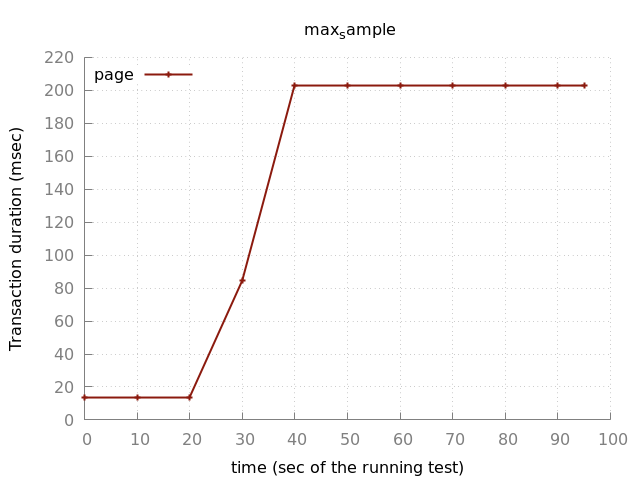 maxₛample
220
200
180
160
140
120
100
80
60
40
20
0
page
Transaction duration (msec)
0 10 20 30 40 50 60 70 80 90 100
time (sec of the running test)